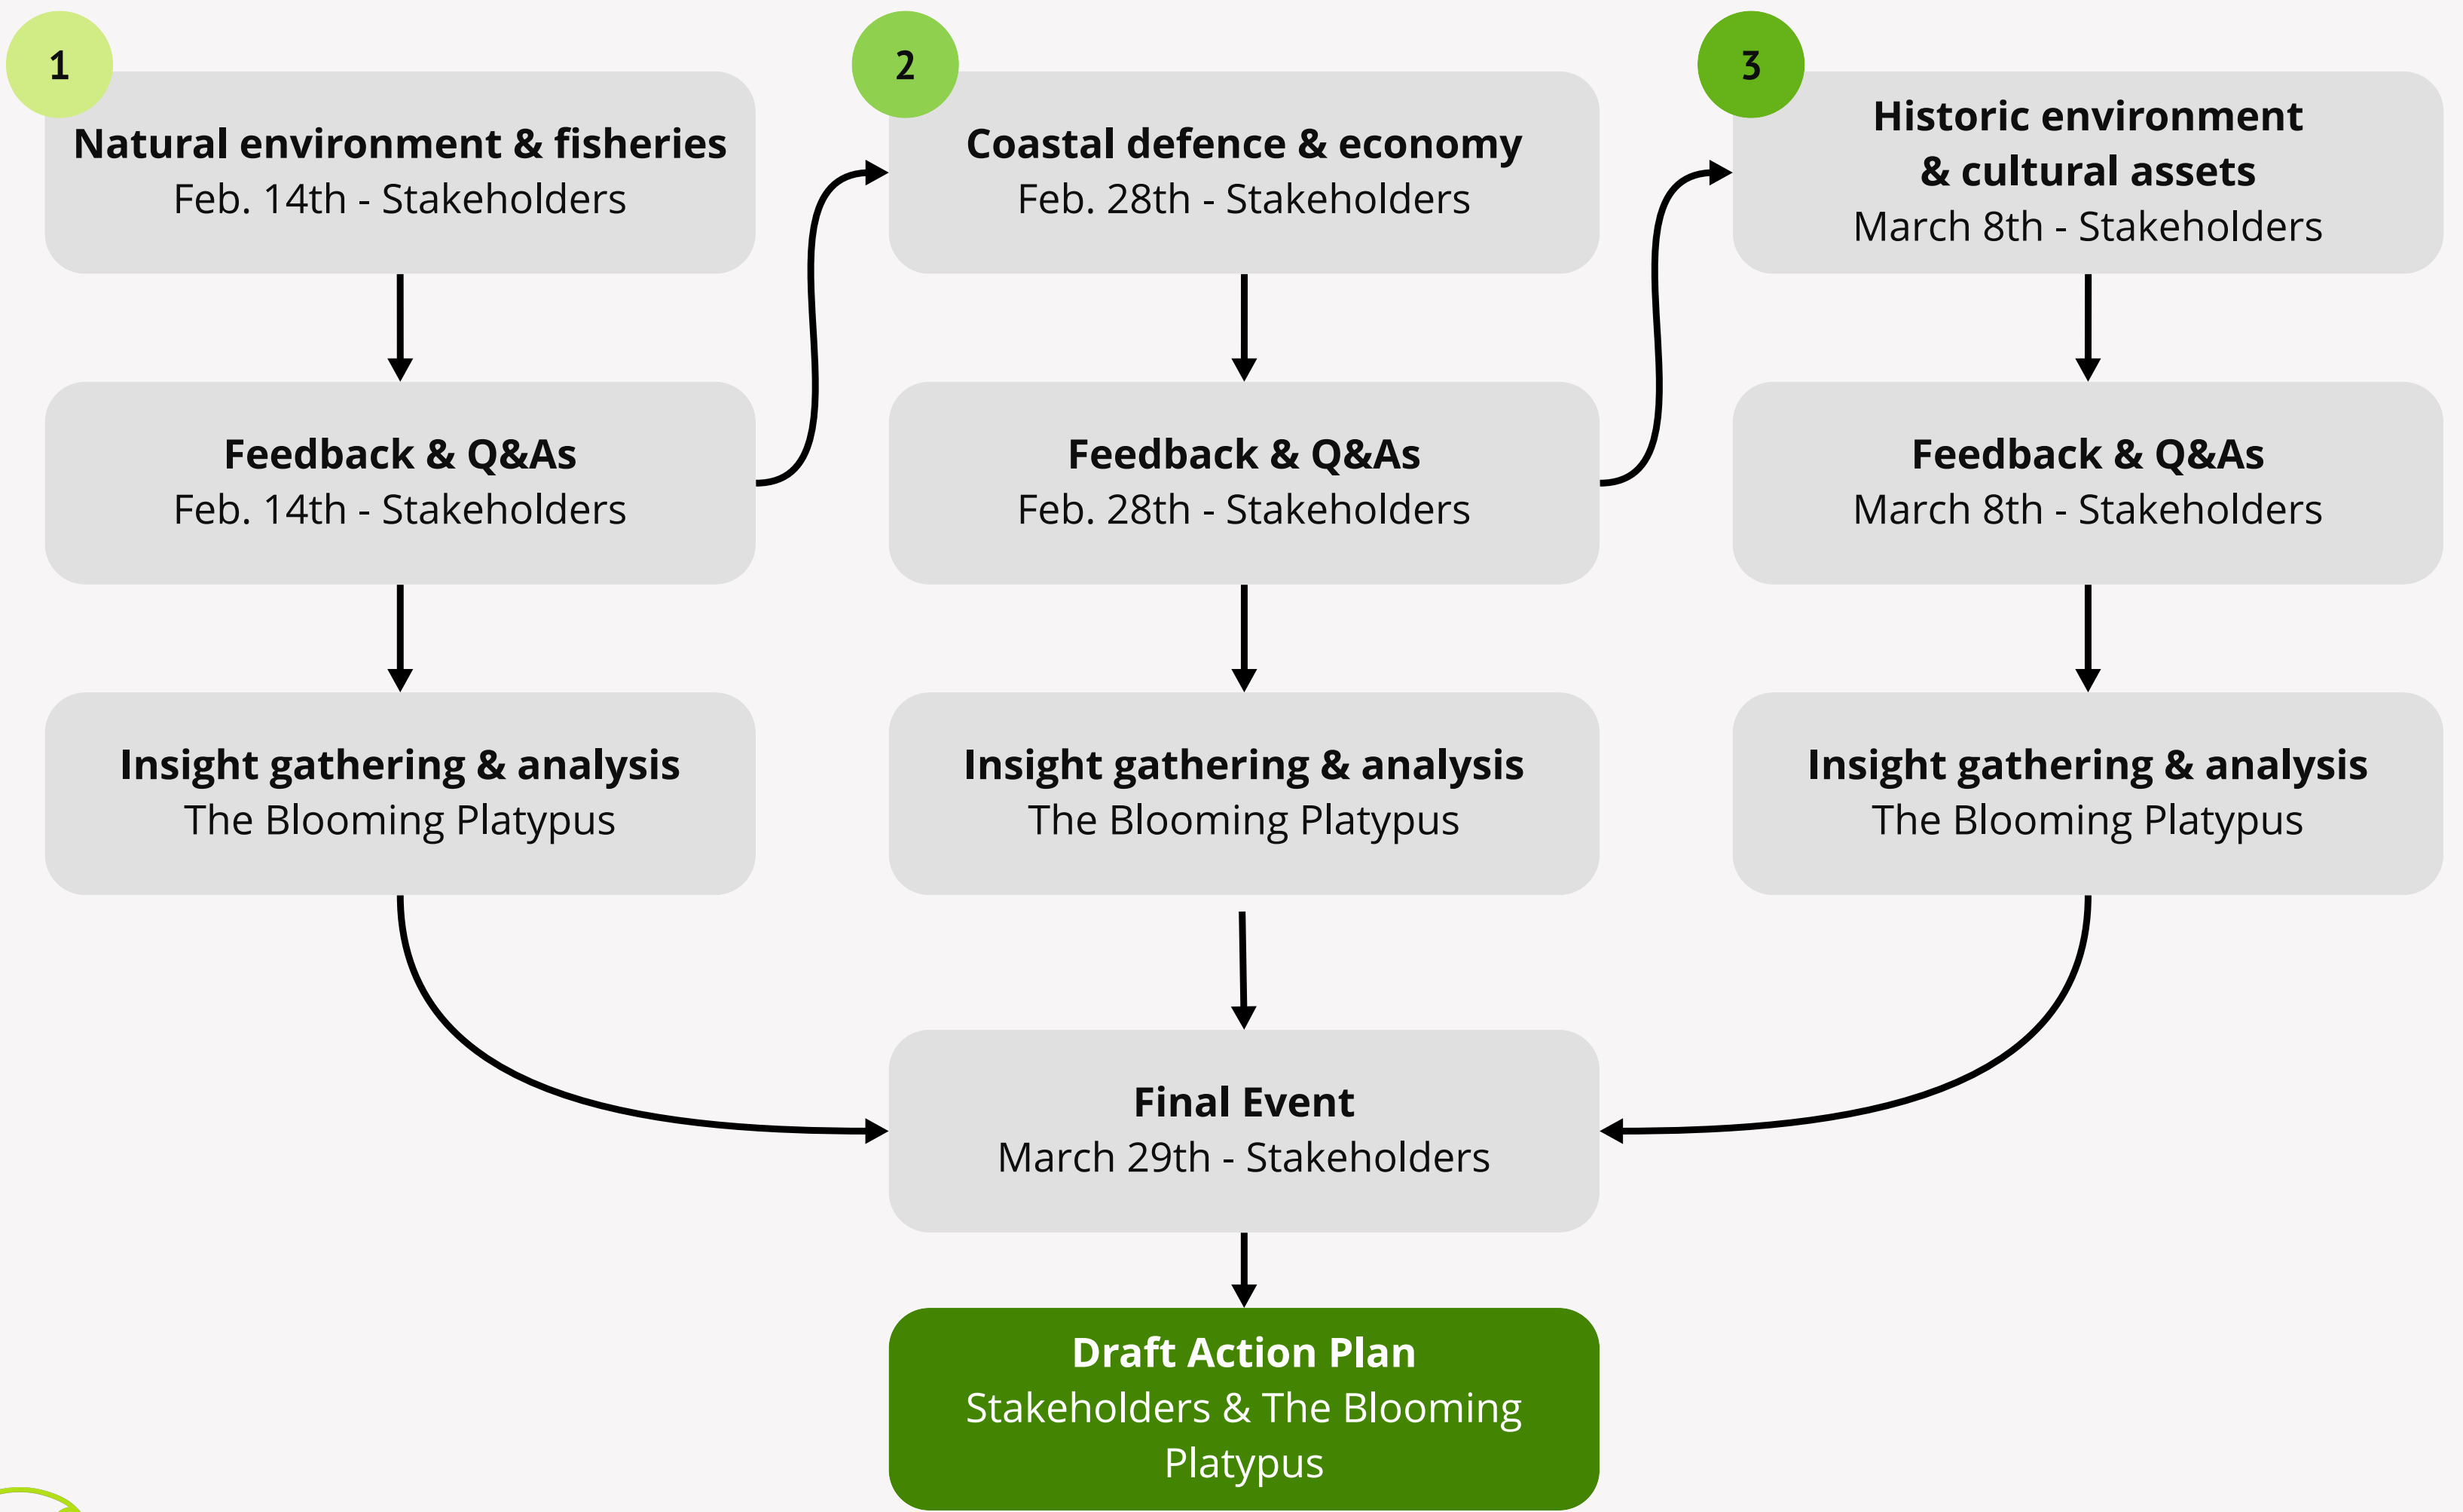 1
Natural environment & fisheries
Feb. 14th - Stakeholders
Feedback & Q&As
Feb. 14th - Stakeholders
Insight gathering & analysis
The Blooming Platypus
2
Coastal defence & economy
Feb. 28th - Stakeholders
Feedback & Q&As
Feb. 28th - Stakeholders
Insight gathering & analysis
The Blooming Platypus
3
Historic environment
& cultural assets
March 8th - Stakeholders
Feedback & Q&As
March 8th - Stakeholders
Insight gathering & analysis
The Blooming Platypus
Final Event
March 29th - Stakeholders
Draft Action Plan
Stakeholders & The Blooming
Platypus